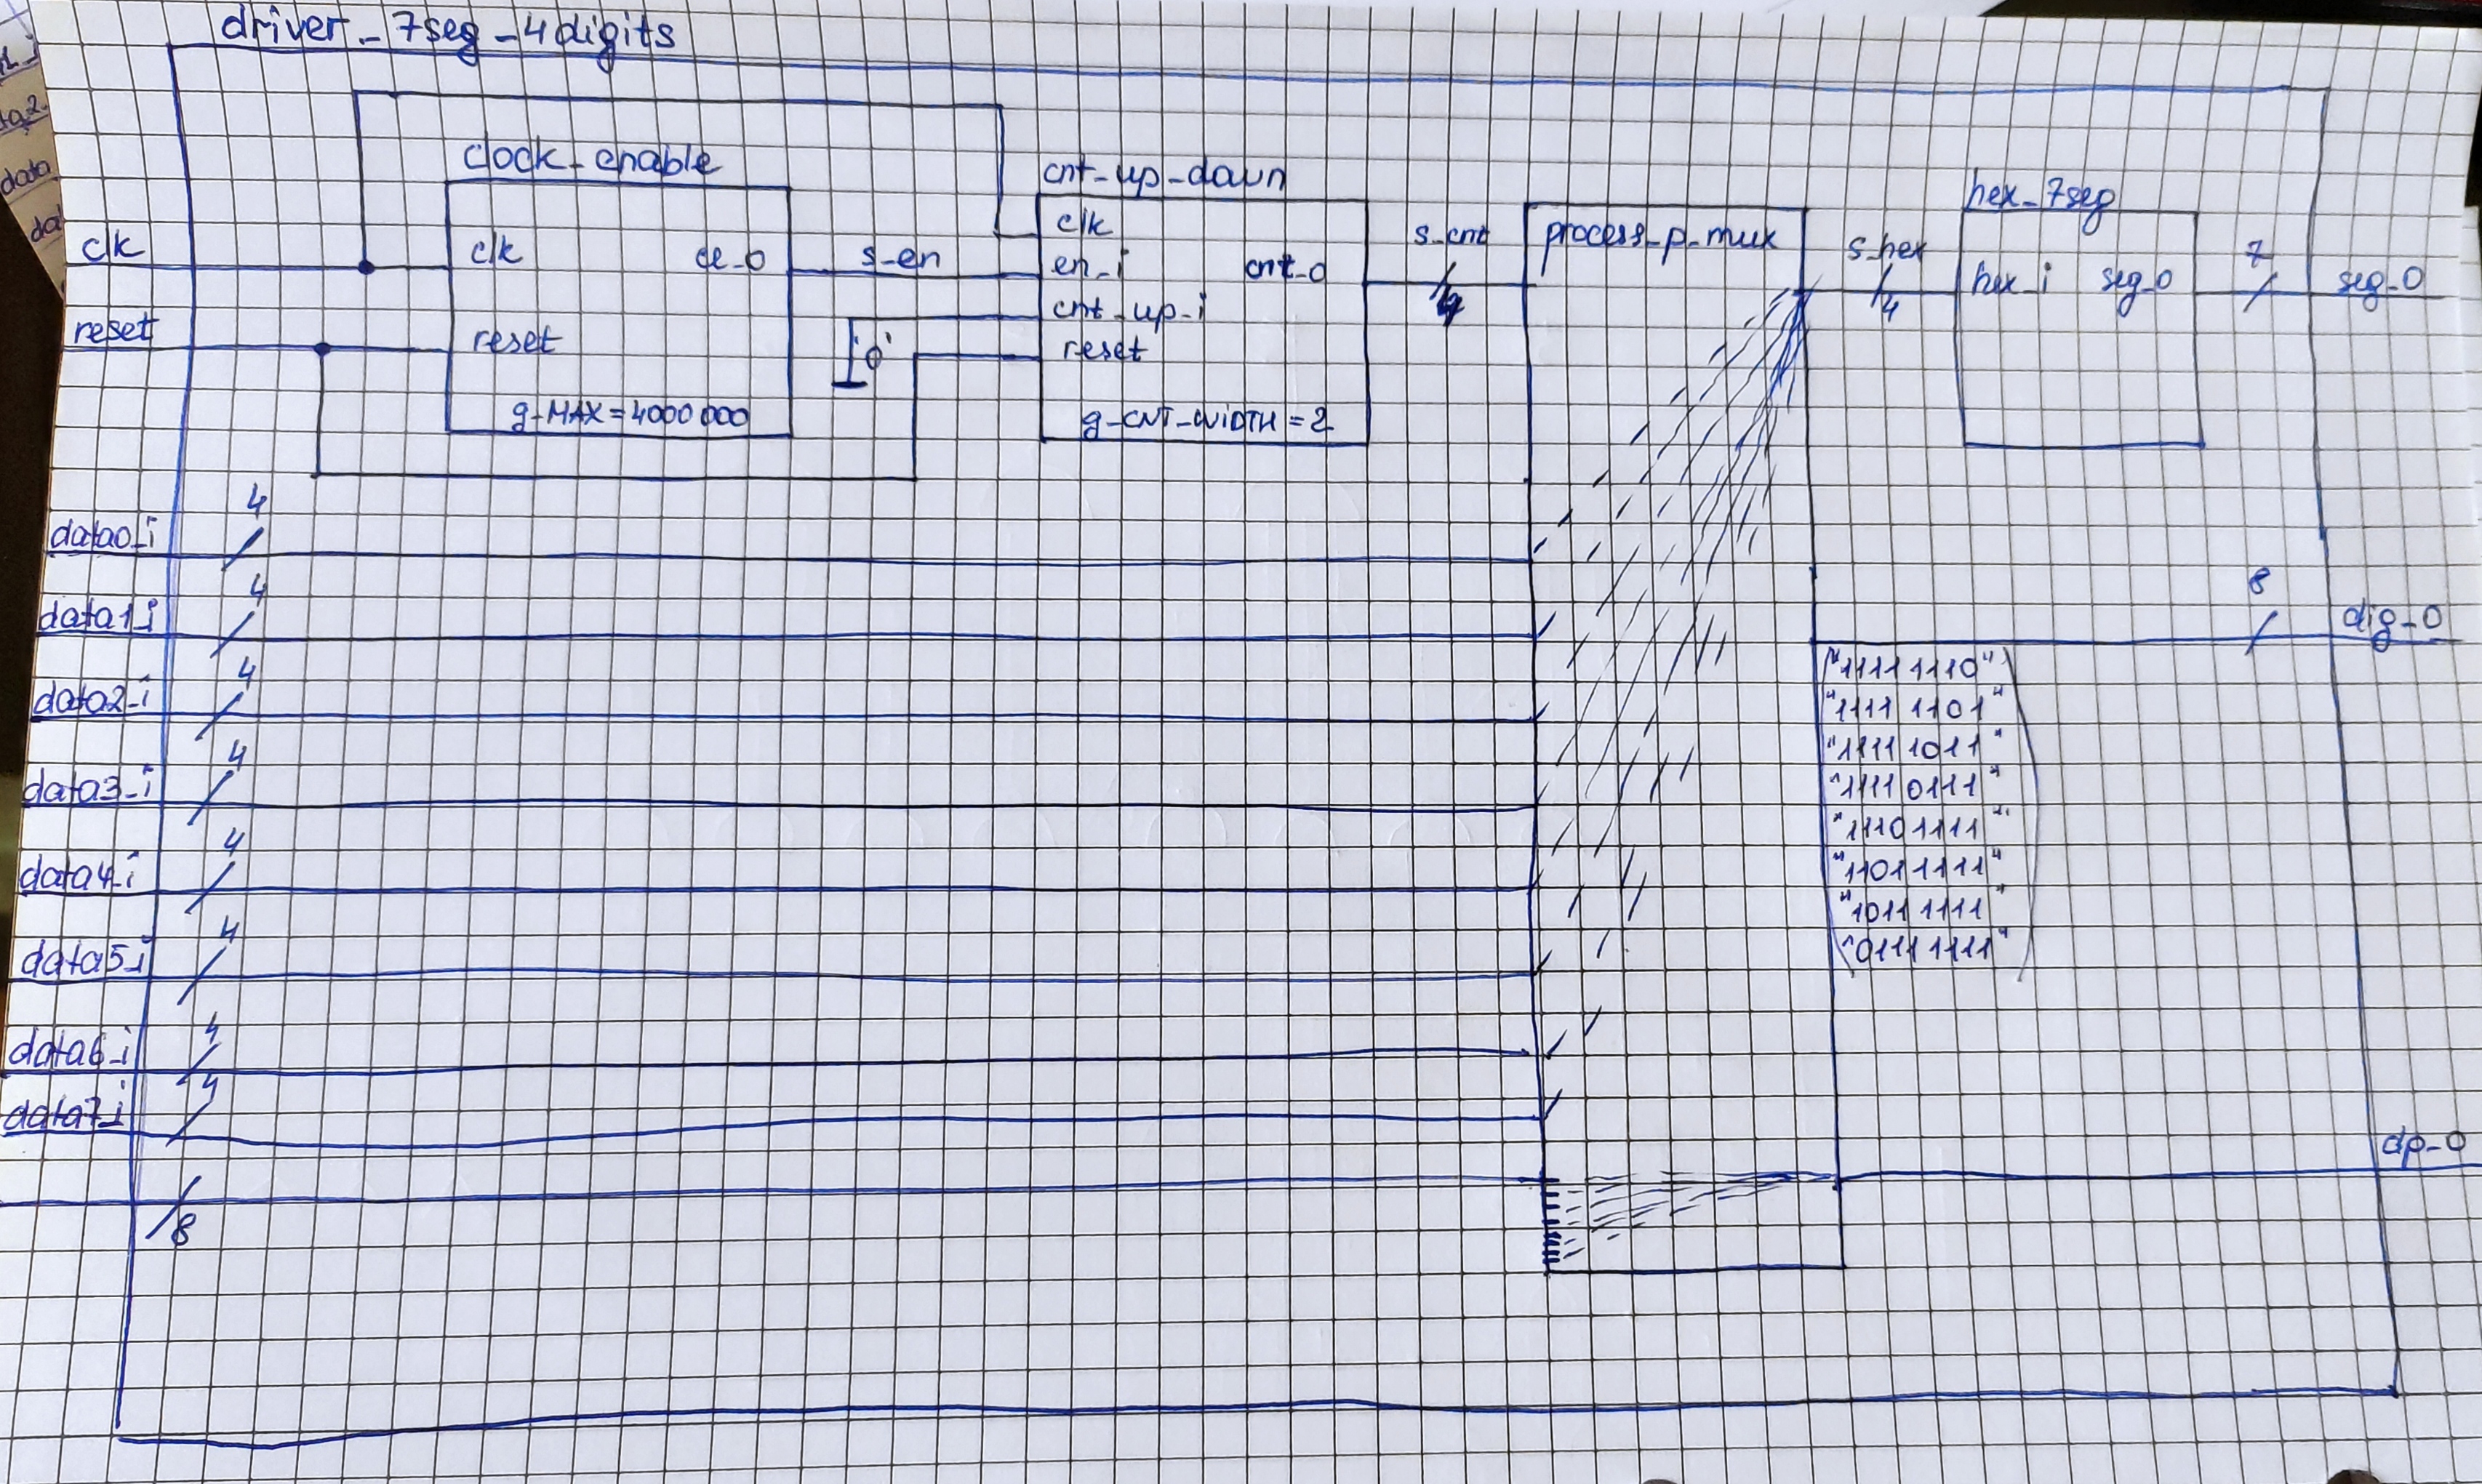 driver_7seg_4digits
clock_enable
cnt_up_down
hex_7seg
clk
clk
ce_o
s_en
clk
en_i
cnt_o
s_cnt
process_p_mux
s_hex
4
hex_i
seg_o
7
seg_o
reset
reset
'0'
cnt_up_i
reset
g_MAX=4000000
g_CNT_WIDTH=2
data0_i
4
data1_i
4
data2_i
4
data3_i
4
data4_i
4
data5_i
4
data6_i
4
data7_i
4
8
8
dig_o
"1111 1110"
"1111 1101"
"1111 1011"
"1111 0111"
"1110 1111"
"1101 1111"
"1011 1111"
"0111 1111"
dp_o
data